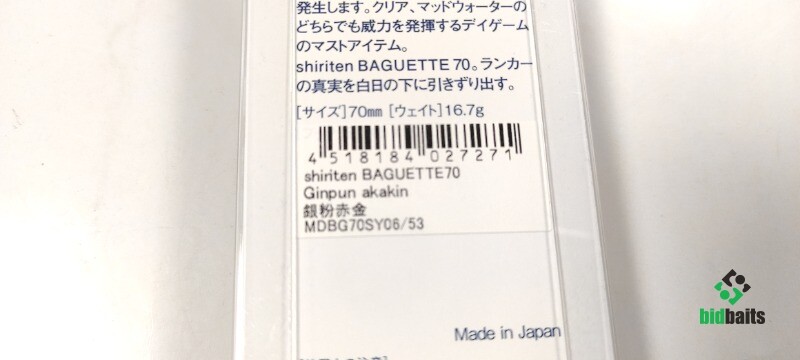 発生します。クリア、マッドウォーターの
どちらでも威力を発揮するデイゲーム
のマストアイテム。
shiriten BAGUETTE 70。ランカー
の真実を白日の下に引きずり出す。
[サイズ]70mm [ウェイト]16.7g
4 518184 027271
shiriten BAGUETTE70
Ginpun akakin
銀粉赤金
MDBG70SY06/53
Made in Japan
bidbaits